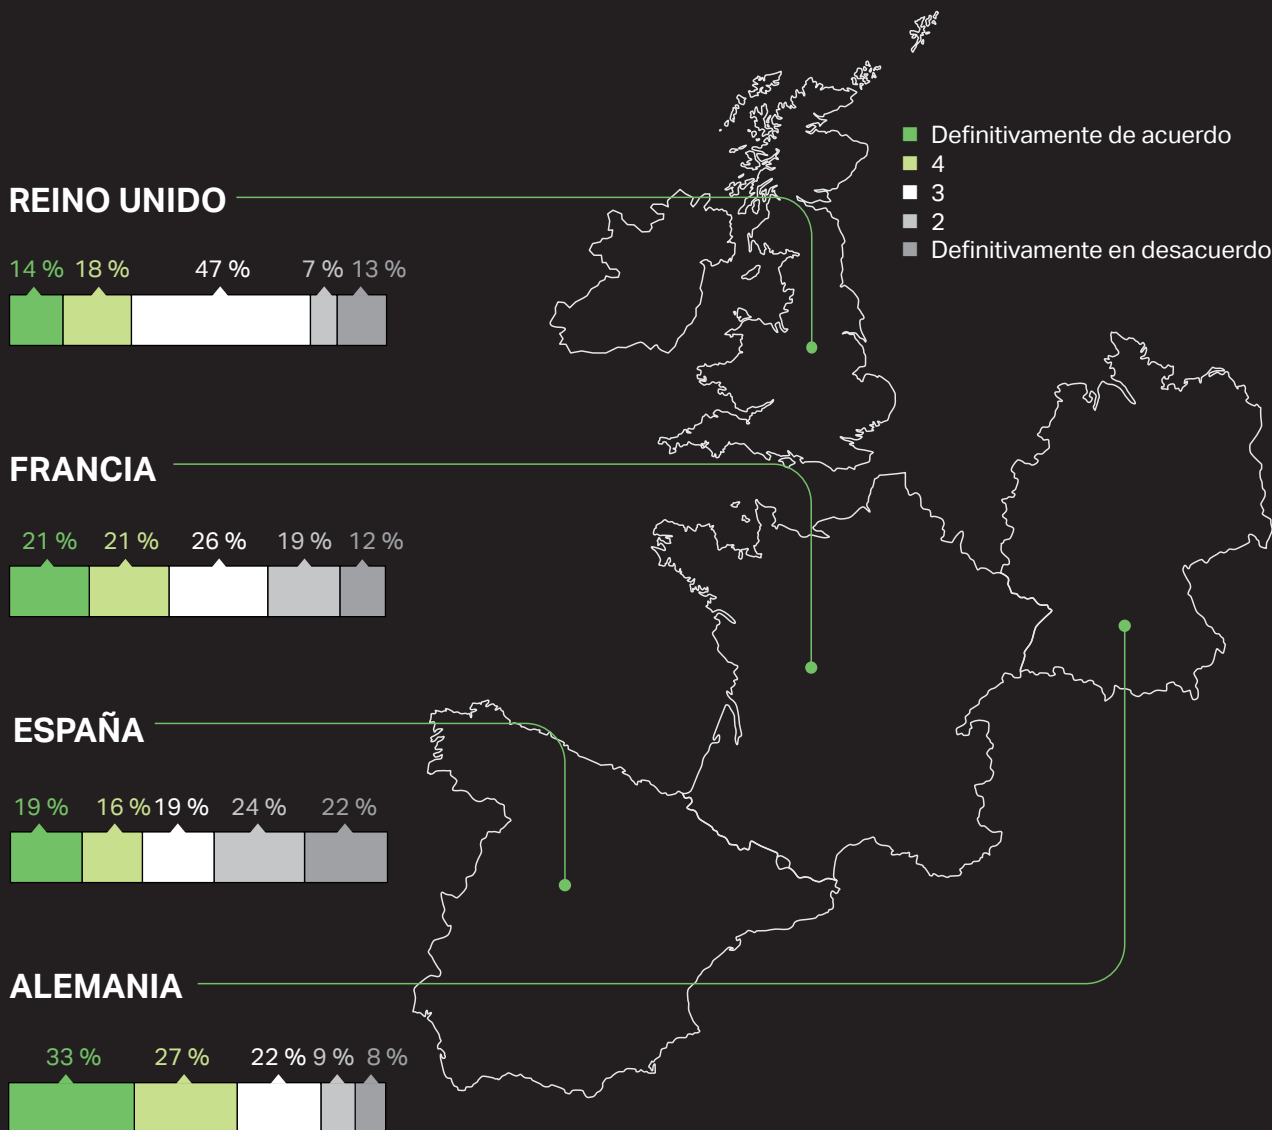 Definitivamente de acuerdo
4
3
2
Definitivamente en desacuerdo
REINO UNIDO
14 % 18 % 47 % 7 % 13 %
FRANCIA
21 % 21 % 26 % 19 % 12 %
ESPAÑA
19 % 16 % 19 % 24 % 22 %
ALEMANIA
33 % 27 % 22 % 9 % 8 %